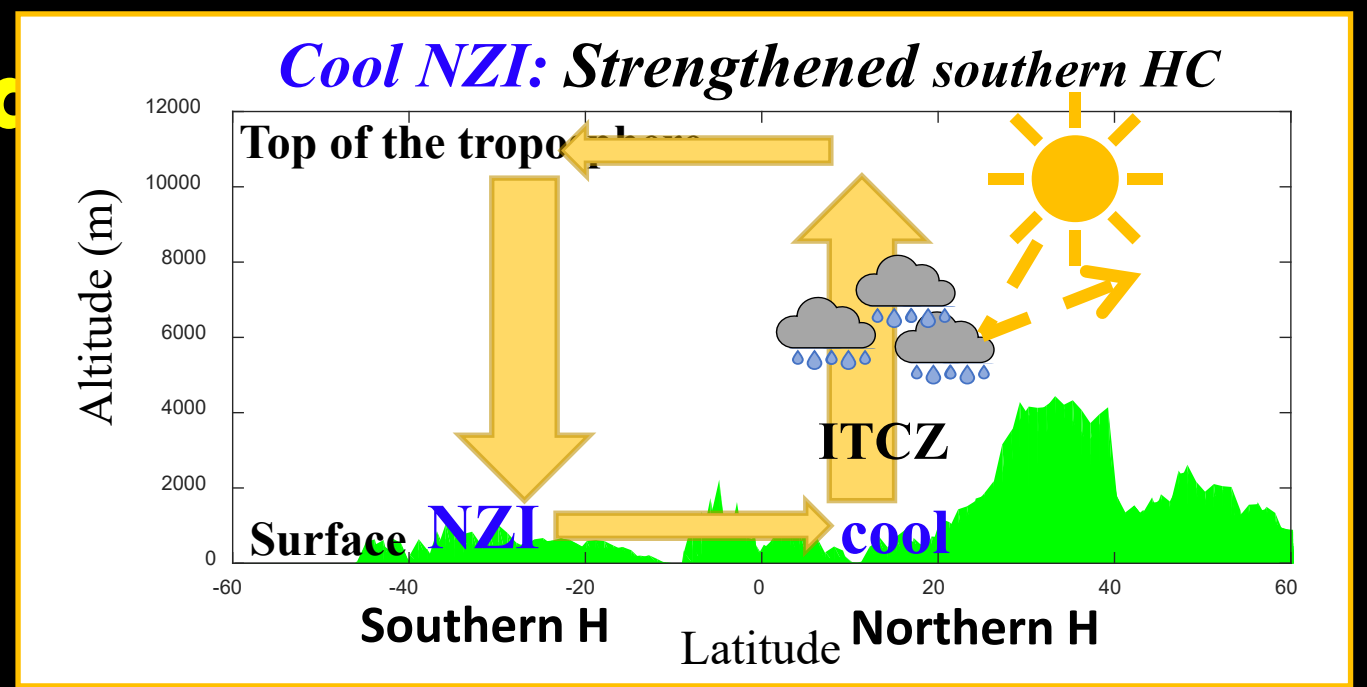 Cool NZI: Strengthened southern HC
12000
Top of the troposphere
10000
8000
6000
4000
2000
0
Altitude (m)
ITCZ
NZI
cool
Surface
-60
-40
-20
0
20
40
60
Southern H
Northern H
Latitude